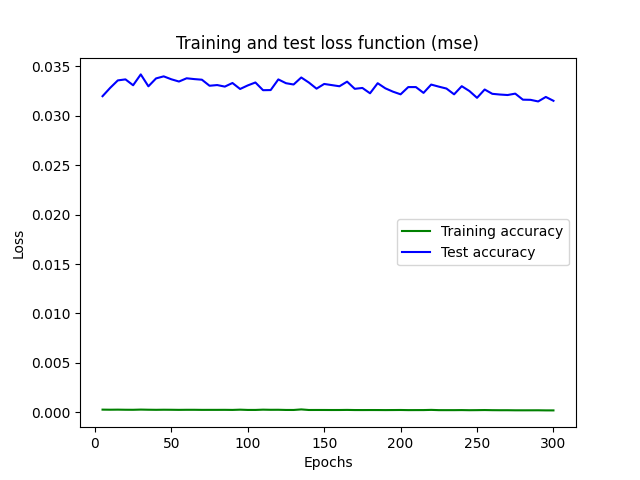 Training and test loss function (mse)
0.035
0.030
0.025
0.020
0.015
0.010
0.005
0.000
Loss
Training accuracy
Test accuracy
0 50 100 150 200 250 300
Epochs